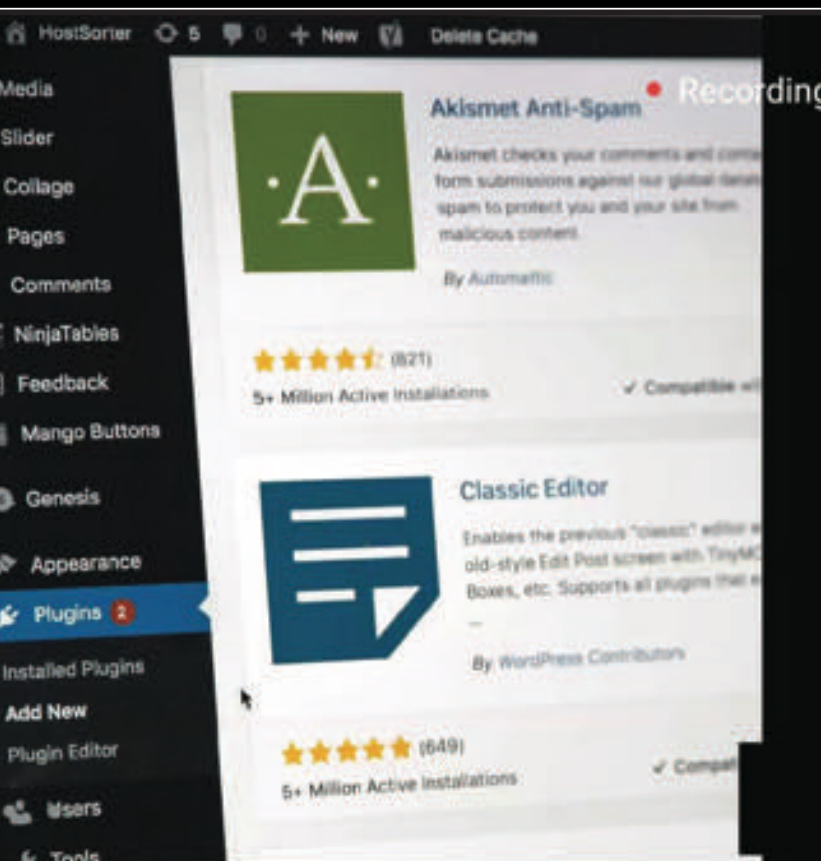 HostSorter 5 0 + New Delete Cache
Media
Slider
Collage
Pages
Comments
NinjaTables
Feedback
Mango Buttons
Genesis
Appearance
Plugins 2
Installed Plugins
Add New
Plugin Editor
Users
Tools
Recording
A
Akismet Anti-Spam
Akismet checks your comments and
form submissions against our global
spam to protect you and your site from
malicious content.
By Automattic
(821)
5+ Million Active Installations
✓ Compatible
Classic Editor
Enables the previous "classic" editor
old-style Edit Post screen with
Boxes, etc. Supports all plugins that
...
By WordPress Contributors
(649)
5+ Million Active Installations
✓